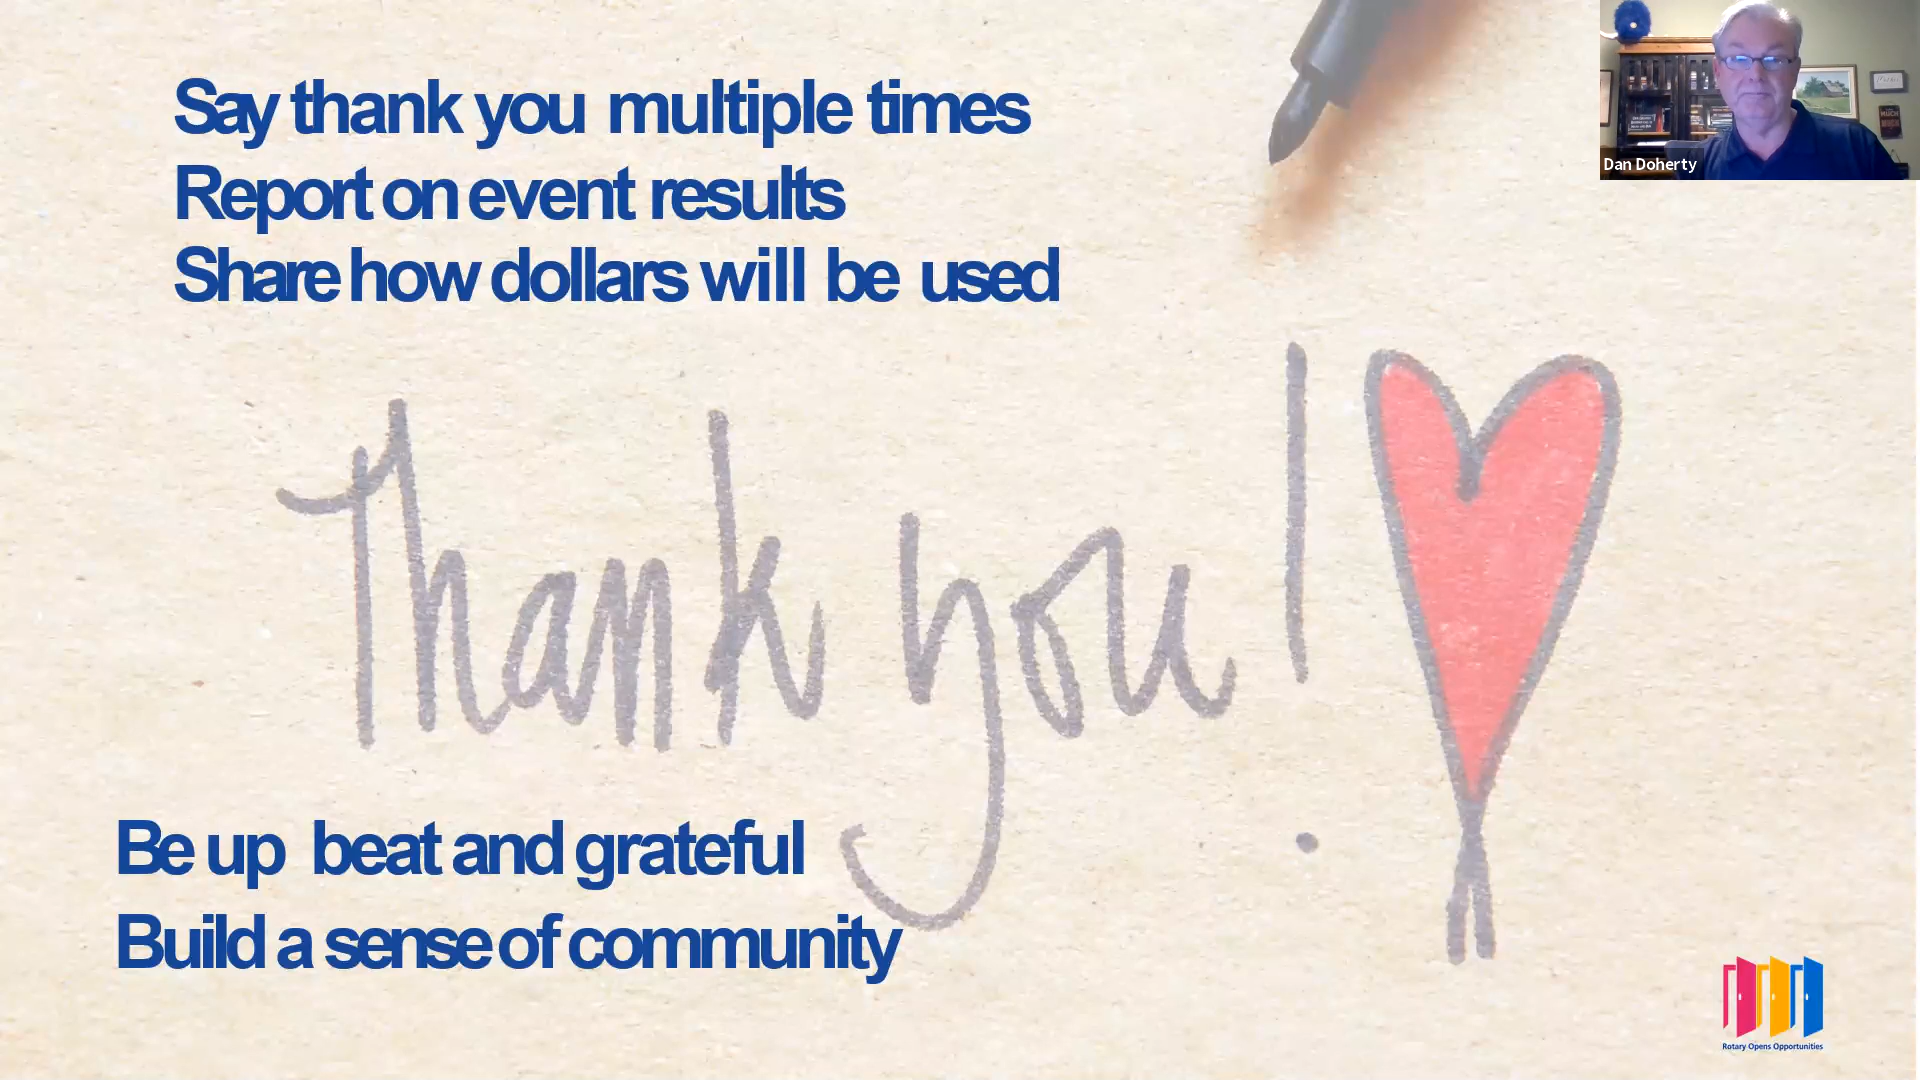 Say thank you multiple times
Report on event results
Share how dollars will be used
Dan Doherty
Thank you!
Be up beat and grateful
Build a sense of community
Rotary Opens Opportunities